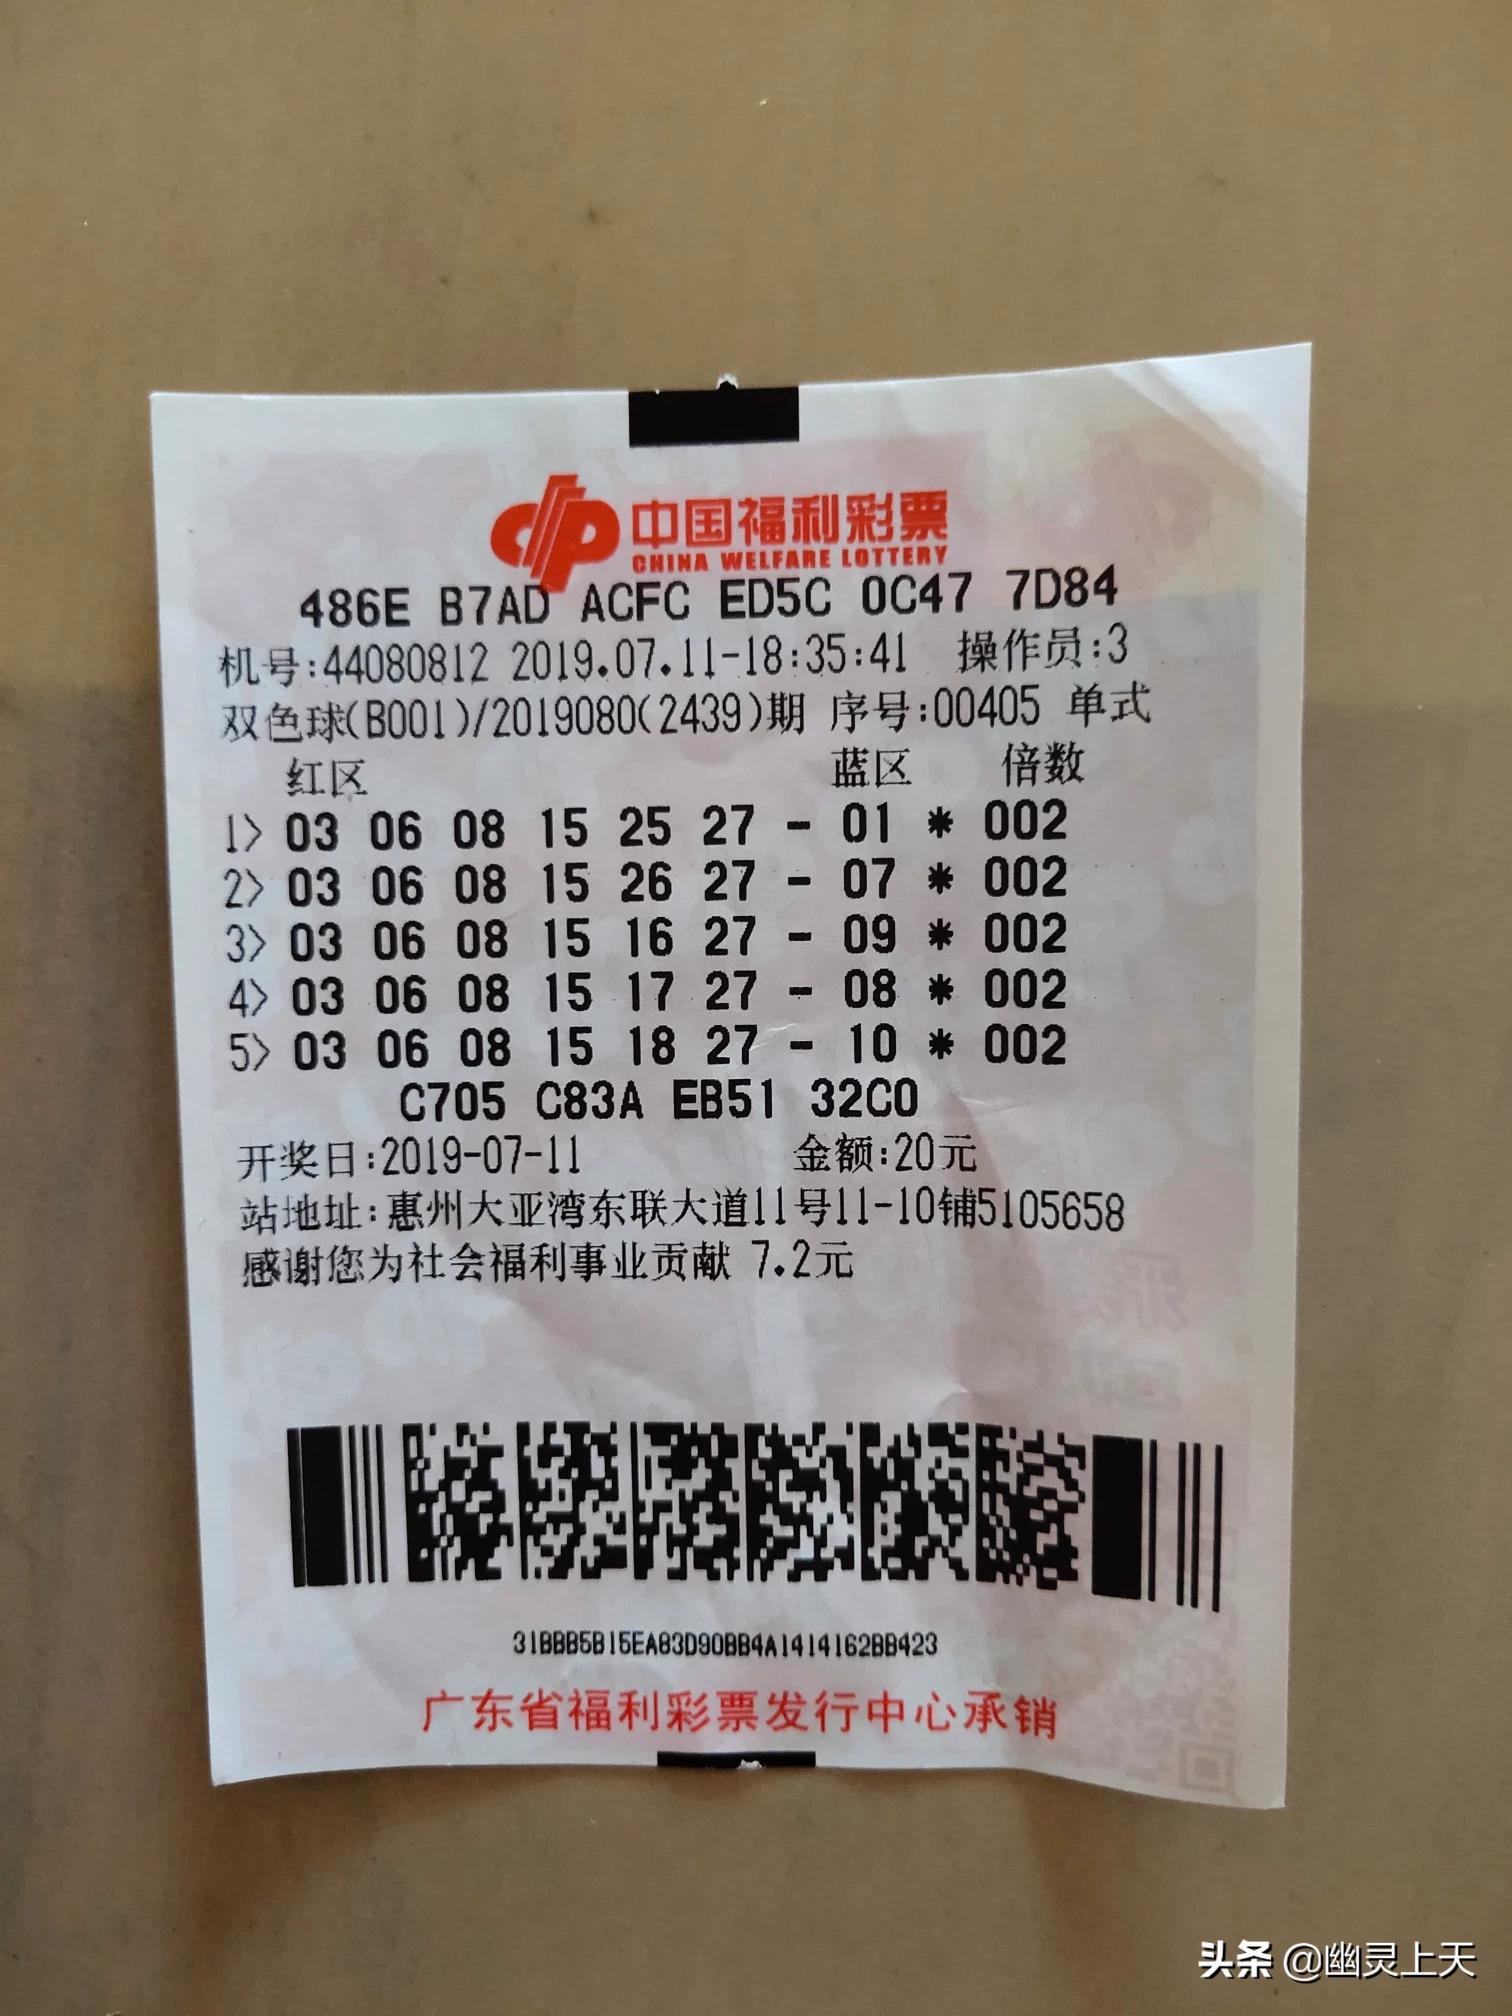 中国福利彩票
CHINA WELFARE LOTTERY
486E B7AD ACFC ED5C 0C47 7D84
机号:44080812 2019.07.11-18:35:41 操作员:3
双色球(B001)/2019080(2439)期 序号:00405 单式
红区 蓝区 倍数
1> 03 06 08 15 25 27 - 01 * 002
2> 03 06 08 15 26 27 - 07 * 002
3> 03 06 08 15 16 27 - 09 * 002
4> 03 06 08 15 17 27 - 08 * 002
5> 03 06 08 15 18 27 - 10 * 002
C705 C83A EB51 32C0
开奖日:2019-07-11 金额:20元
站地址:惠州大亚湾东联大道11号11-10铺5105658
感谢您为社会福利事业贡献 7.2元
31BBB5B15EA83D90BB4A1414162BB423
广东省福利彩票发行中心承销
头条 @幽灵上天